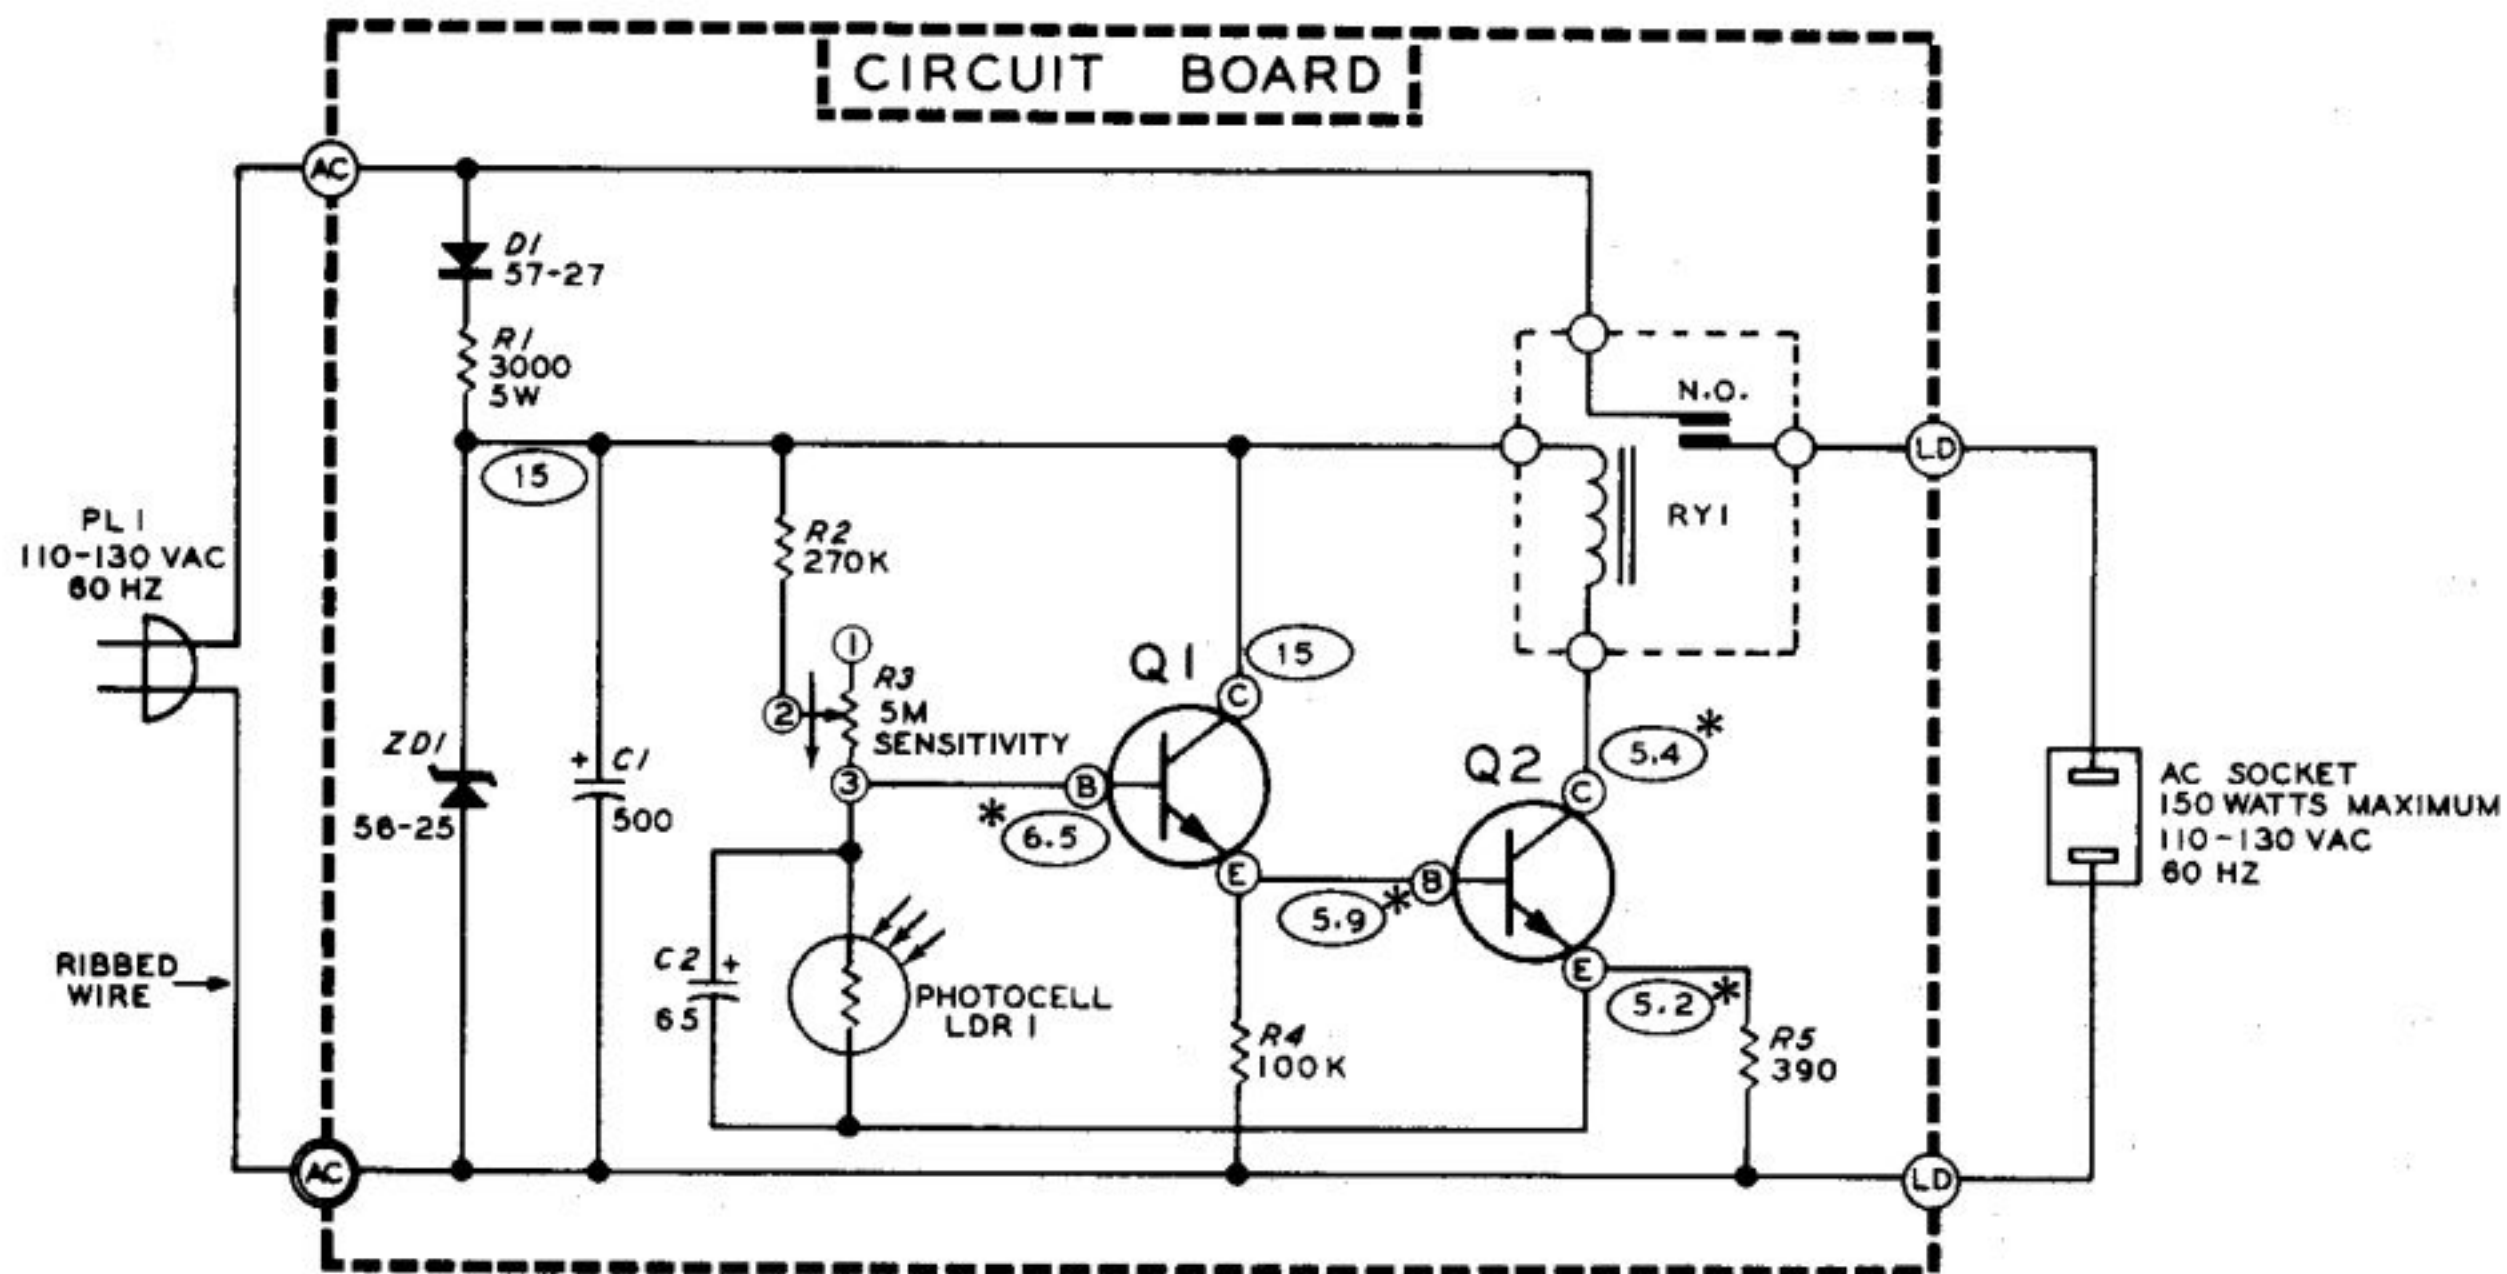 CIRCUIT BOARD
AC
D1
57-27
R1
3000
5W
N.O.
15
LD
PL1
110-130 VAC
60 HZ
R2
270K
RY1
1
Q1
15
C
2
R3
5M
SENSITIVITY
ZD1
+ C1
3
B
Q2
5.4 *
C
AC SOCKET
150 WATTS MAXIMUM
110-130 VAC
60 HZ
56-25
500
* 6.5
E
5.9 *
B
RIBBED
WIRE
C2 +
65
PHOTOCELL
LDR 1
E
5.2 *
R4
100K
R5
390
AC
LD